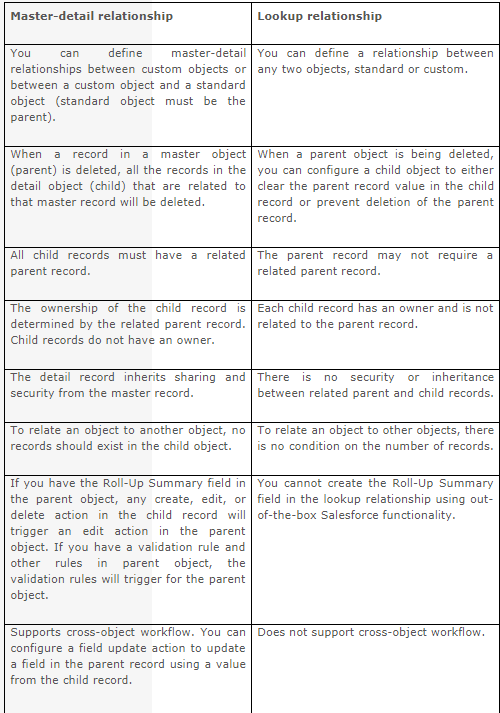 Master-detail relationship
Lookup relationship
You can define master-detail
relationships between custom objects or
between a custom object and a standard
object (standard object must be the
parent).
You can define a relationship between
any two objects, standard or custom.
When a record in a master object
(parent) is deleted, all the records in the
detail object (child) that are related to
that master record will be deleted.
When a parent object is being deleted,
you can configure a child object to either
clear the parent record value in the child
record or prevent deletion of the parent
record.
All child records must have a related
parent record.
The parent record may not require a
related parent record.
The ownership of the child record is
determined by the related parent record.
Child records do not have an owner.
Each child record has an owner and is not
related to the parent record.
The detail record inherits sharing and
security from the master record.
There is no security or inheritance
between related parent and child records.
To relate an object to another object, no
records should exist in the child object.
To relate an object to other objects, there
is no condition on the number of records.
If you have the Roll-Up Summary field in
the parent object, any create, edit, or
delete action in the child record will
trigger an edit action in the parent
object. If you have a validation rule and
other rules in parent object, the
validation rules will trigger for the parent
object.
You cannot create the Roll-Up Summary
field in the lookup relationship using out-
of-the-box Salesforce functionality.
Supports cross-object workflow. You can
configure a field update action to update
a field in the parent record using a value
from the child record.
Does not support cross-object workflow.